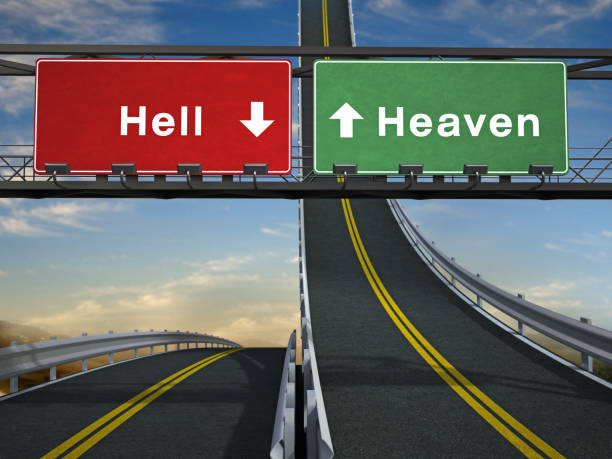 Hell ↓
↑ Heaven